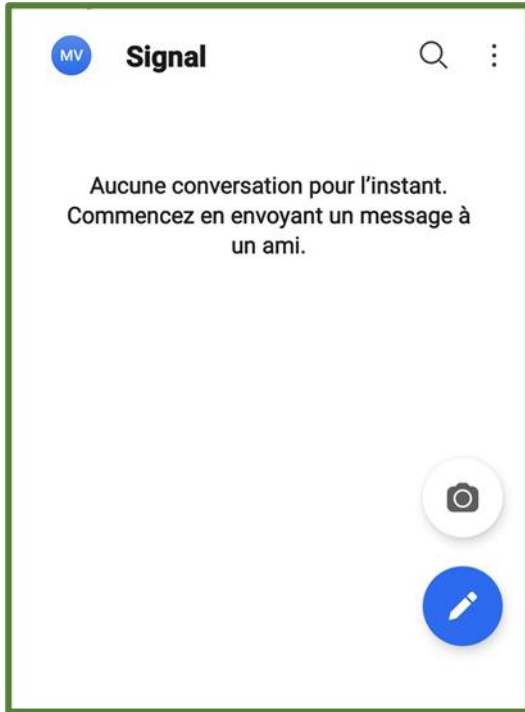 MV
Signal
Aucune conversation pour l’instant.
Commencez en envoyant un message à
un ami.